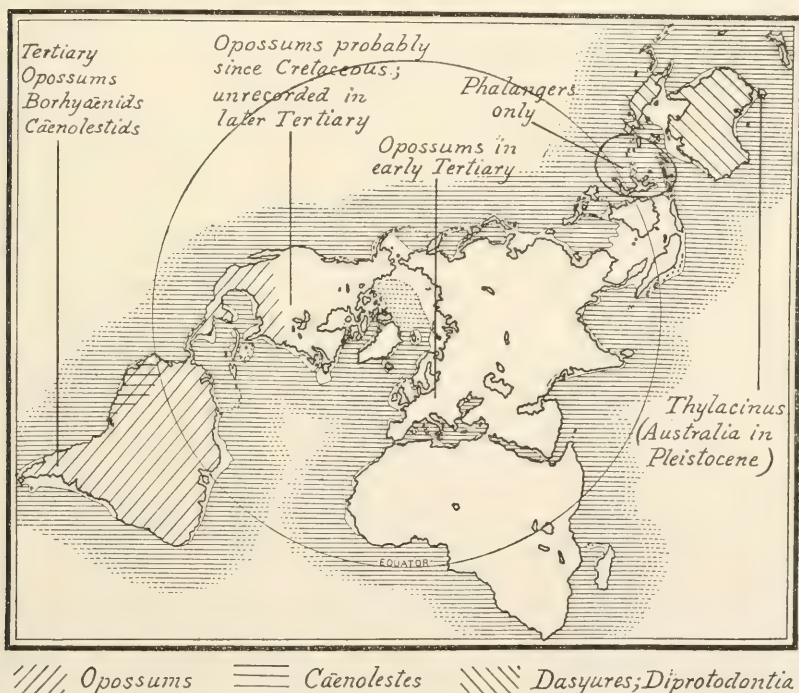 Tertiary
Opossums
Borhyaenids
Caenolestids
Opossums probably
since Cretaceous;
unrecorded in
later Tertiary
Phalangers
only
Opossums in
early Tertiary
Thylacinus
(Australia in
Pleistocene)
EQUATOR
Opossums
Caenolestes
Dasyures; Diprotodontia